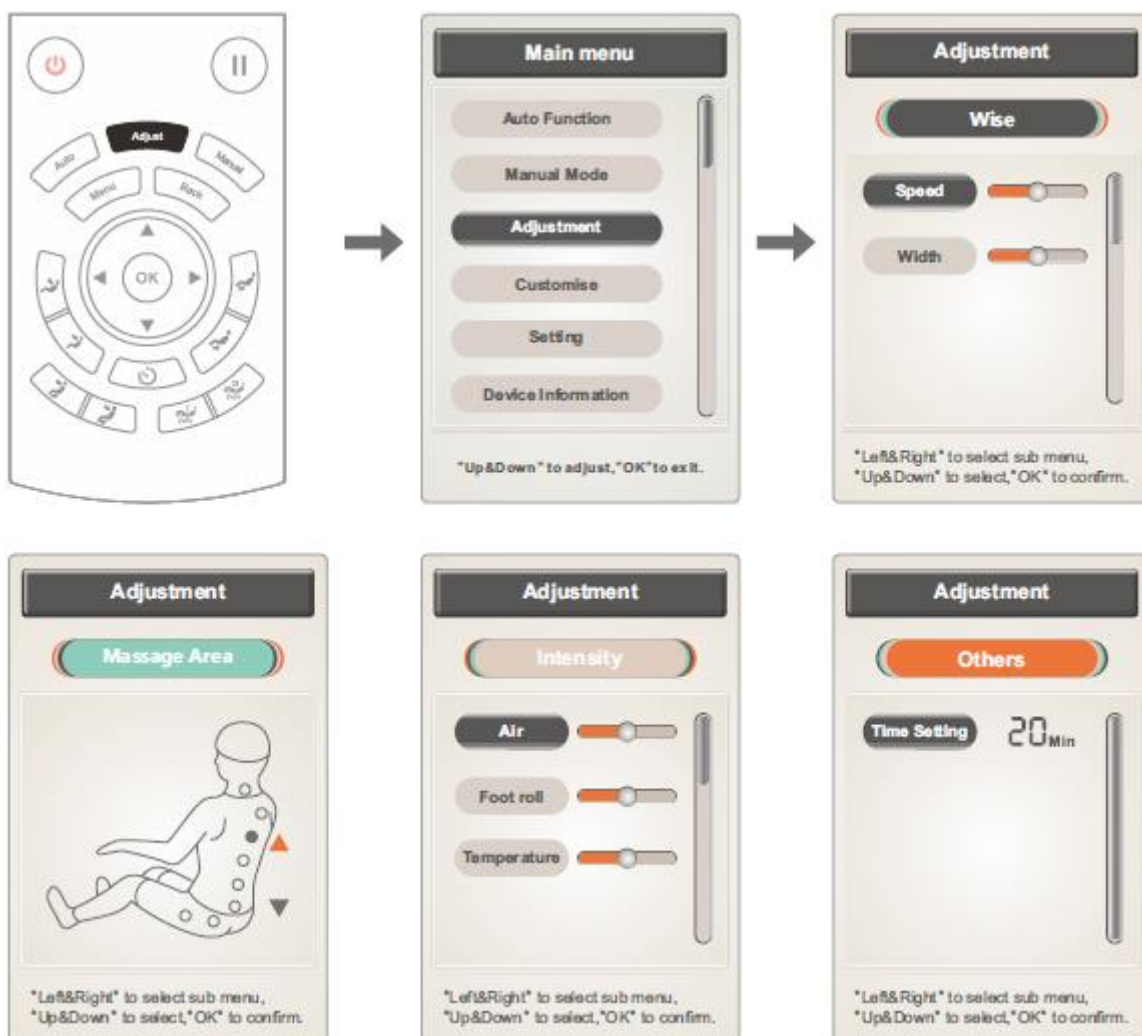 Adjust
Auto
Manual
Menu
Back
OK
Main menu
Auto Function
Manual Mode
Adjustment
Customise
Setting
Device Information
"Up&Down" to adjust,"OK"to exit.
Adjustment
Wise
Speed
Width
"Left&Right" to select sub menu,
"Up&Down" to select,"OK" to confirm.
Adjustment
Massage Area
"Left&Right" to select sub menu,
"Up&Down" to select,"OK" to confirm.
Adjustment
Intensity
Air
Foot roll
Temperature
"Left&Right" to select sub menu,
"Up&Down" to select,"OK" to confirm.
Adjustment
Others
Time Setting 20 Min
"Left&Right" to select sub menu,
"Up&Down" to select,"OK" to confirm.